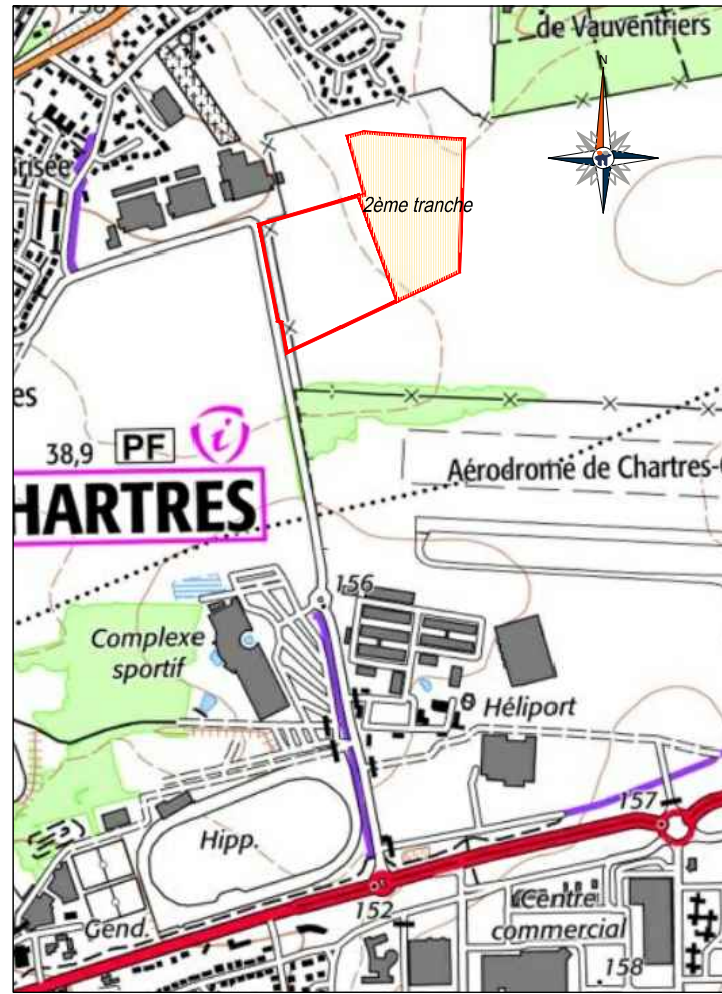 de Vauventriers
N
2ème tranche
es
38,9 PF i
HARTRES
Aérodrome de Chartres-
156
Complexe
sportif
Héliport
157
Hipp.
152
Gend.
Centre
commercial
158